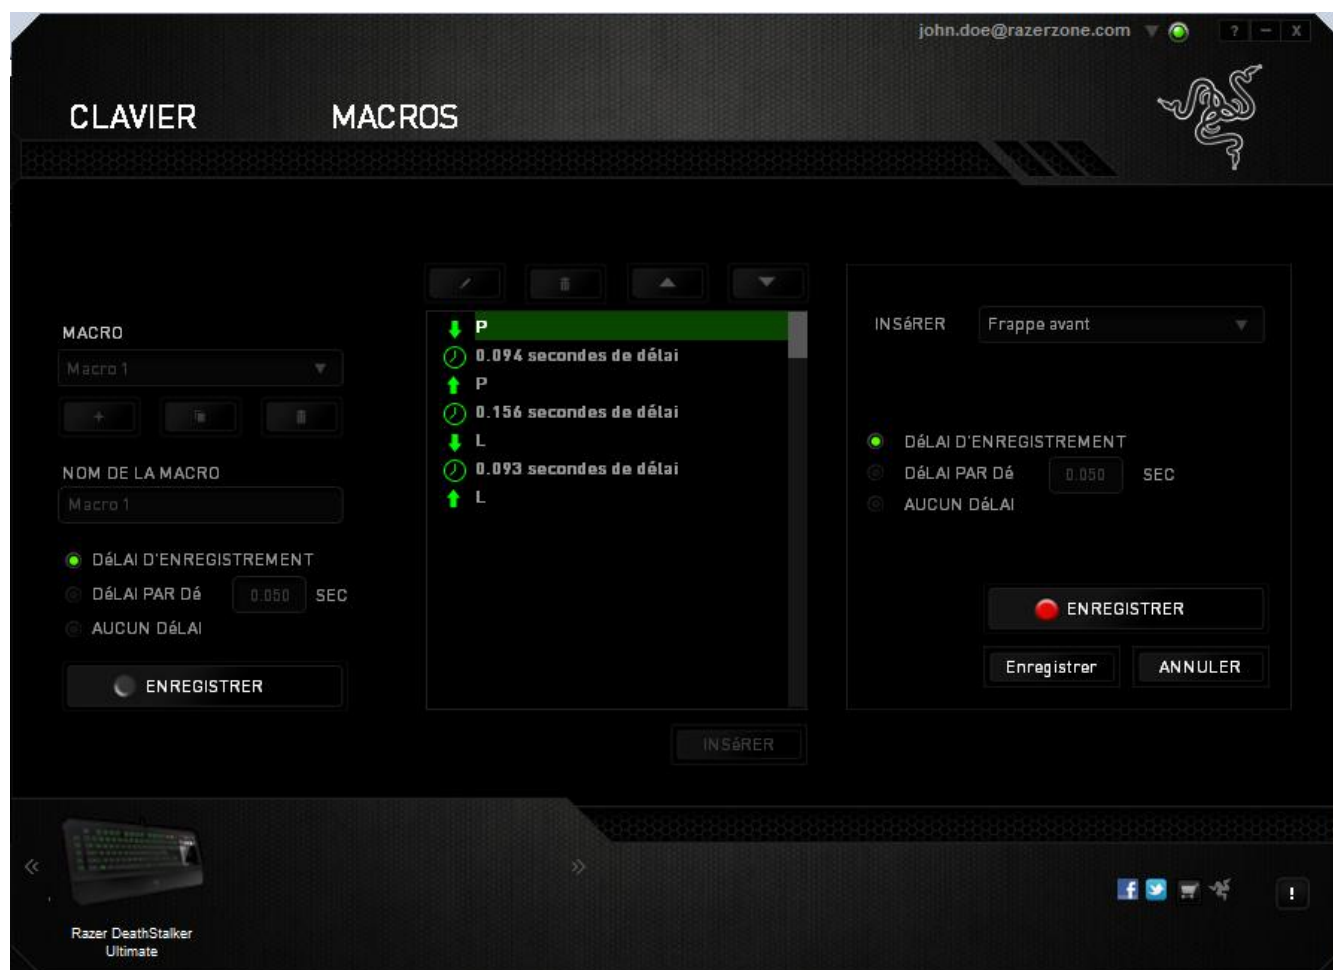 john.doe@razerzone.com
? – X
CLAVIER MACROS
MACRO
Macro 1
NOM DE LA MACRO
Macro 1
DéLAI D'ENREGISTREMENT
DéLAI PAR Dé 0.050 SEC
AUCUN DéLAI
ENREGISTRER
P
0.094 secondes de délai
P
0.156 secondes de délai
L
0.093 secondes de délai
L
INSéRER
INSéRER Frappe avant
DéLAI D'ENREGISTREMENT
DéLAI PAR Dé 0.050 SEC
AUCUN DéLAI
ENREGISTRER
Enregistrer ANNULER
Razer DeathStalker
Ultimate
f
!